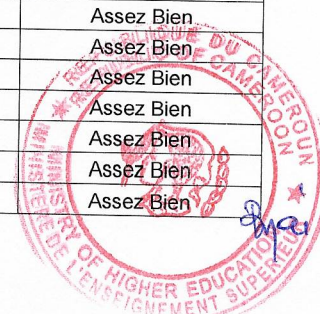 Assez Bien
Assez Bien
Assez Bien
Assez Bien
Assez Bien
Assez Bien
Assez Bien
REPUBLIQUE DU CAMEROUN
REPUBLIC OF CAMEROON
MINISTRY OF HIGHER EDUCATION
MINISTERE DE L'ENSEIGNEMENT SUPERIEUR